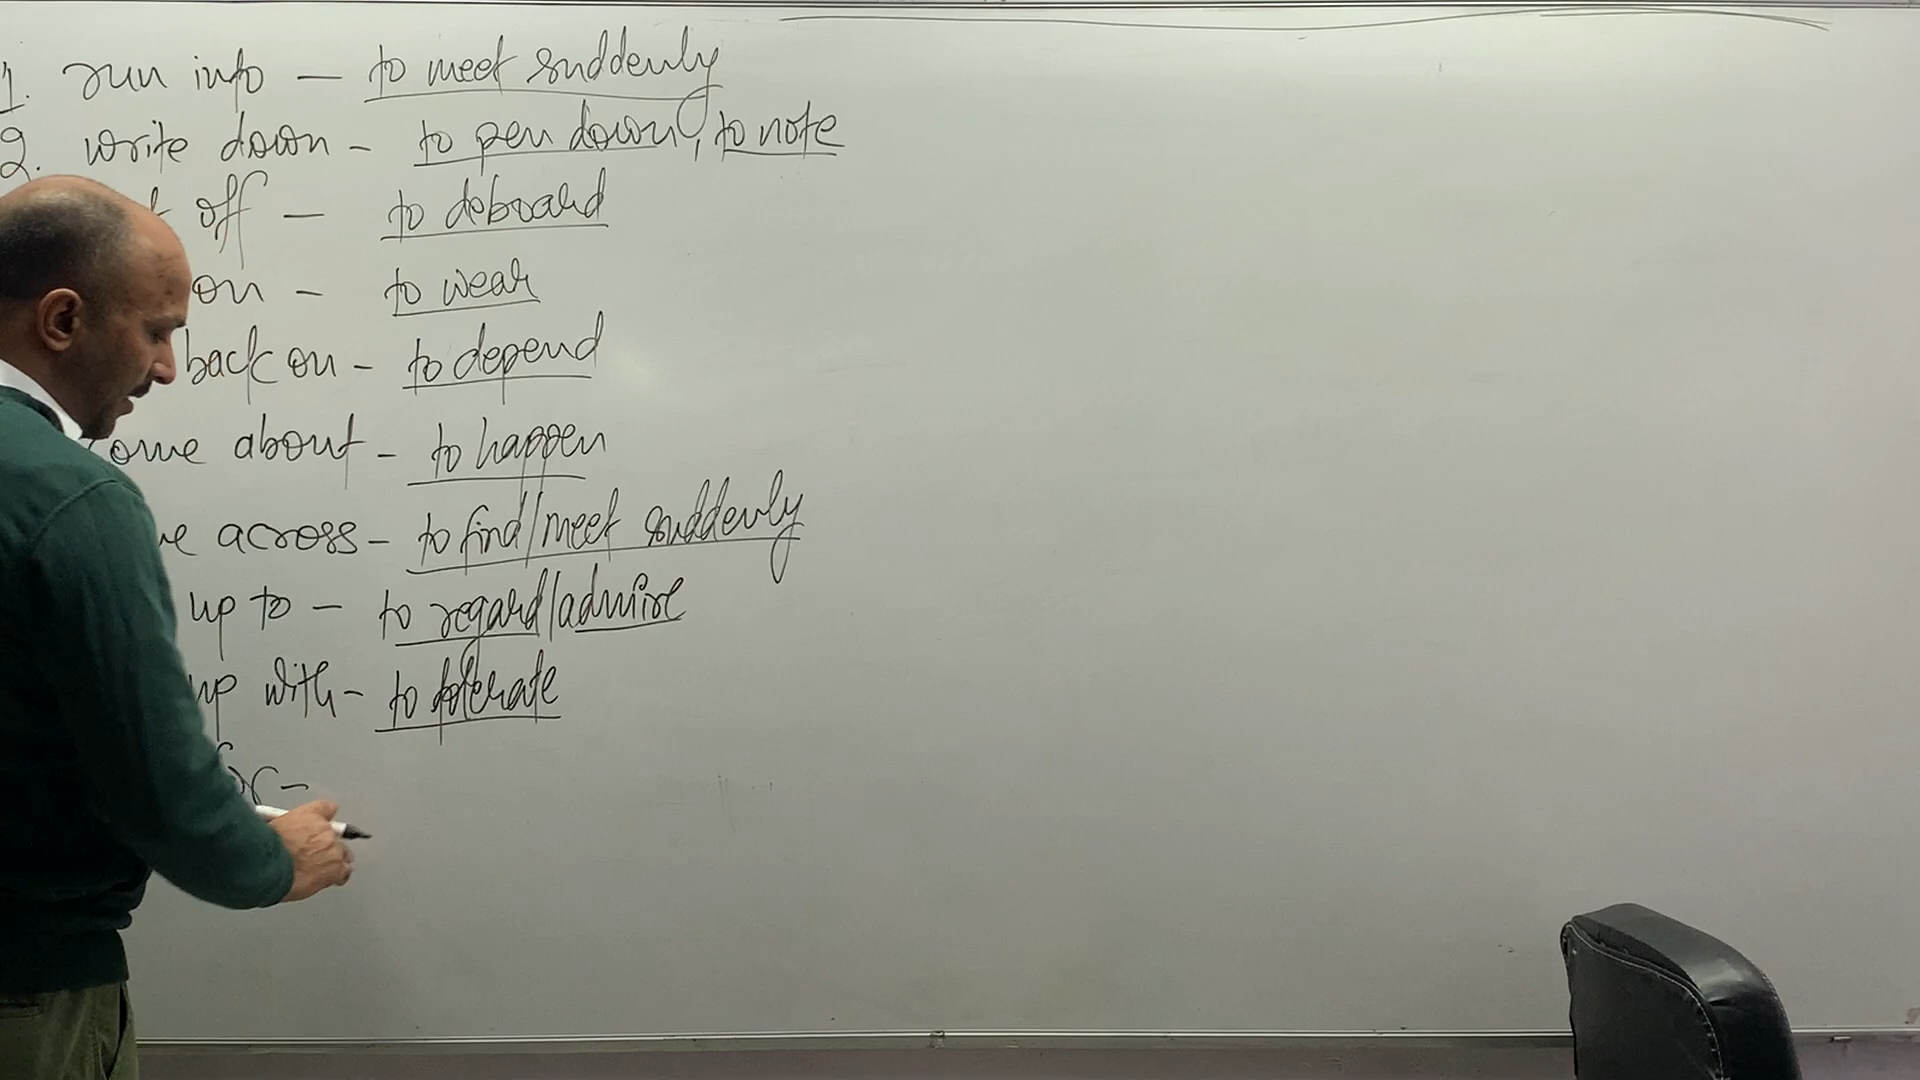 1. run into – to meet suddenly
2. write down - to pen down, to note
off – to deboard
on – to wear
back on - to depend
come about - to happen
across - to find/meet suddenly
up to – to regard/admire
up with - to tolerate
for -